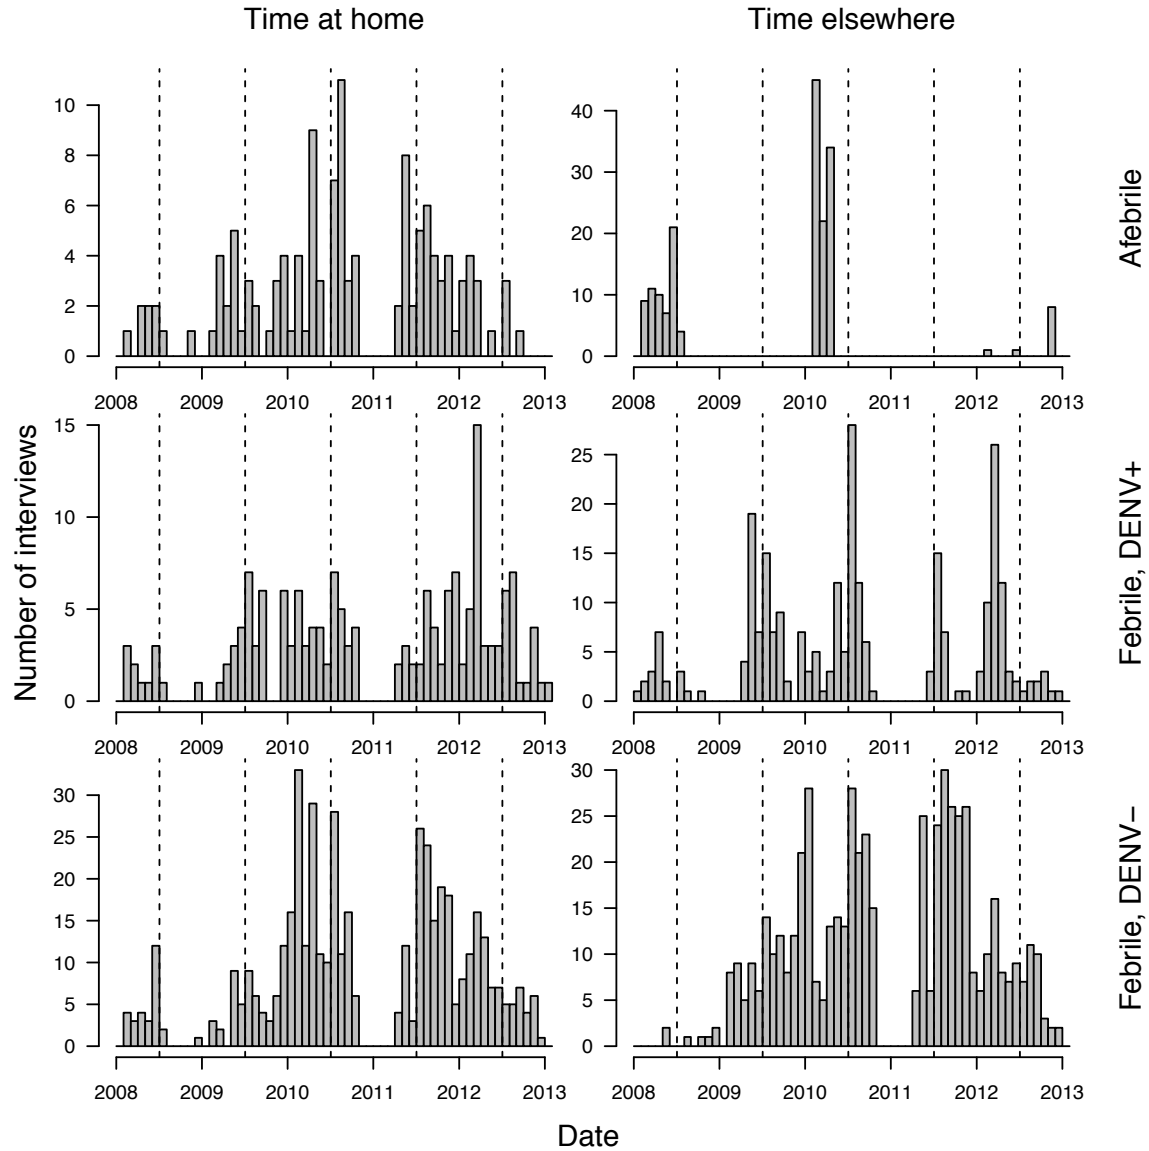 Time at home
Time elsewhere
0 2 4 6 8 10
2008 2009 2010 2011 2012 2013
0 10 20 30 40
2008 2009 2010 2011 2012 2013
Afebrile
Number of interviews
0 5 10 15
2008 2009 2010 2011 2012 2013
0 5 10 15 20 25
2008 2009 2010 2011 2012 2013
Febrile, DENV+
0 5 10 15 20 25 30
2008 2009 2010 2011 2012 2013
0 5 10 15 20 25 30
2008 2009 2010 2011 2012 2013
Febrile, DENV−
Date